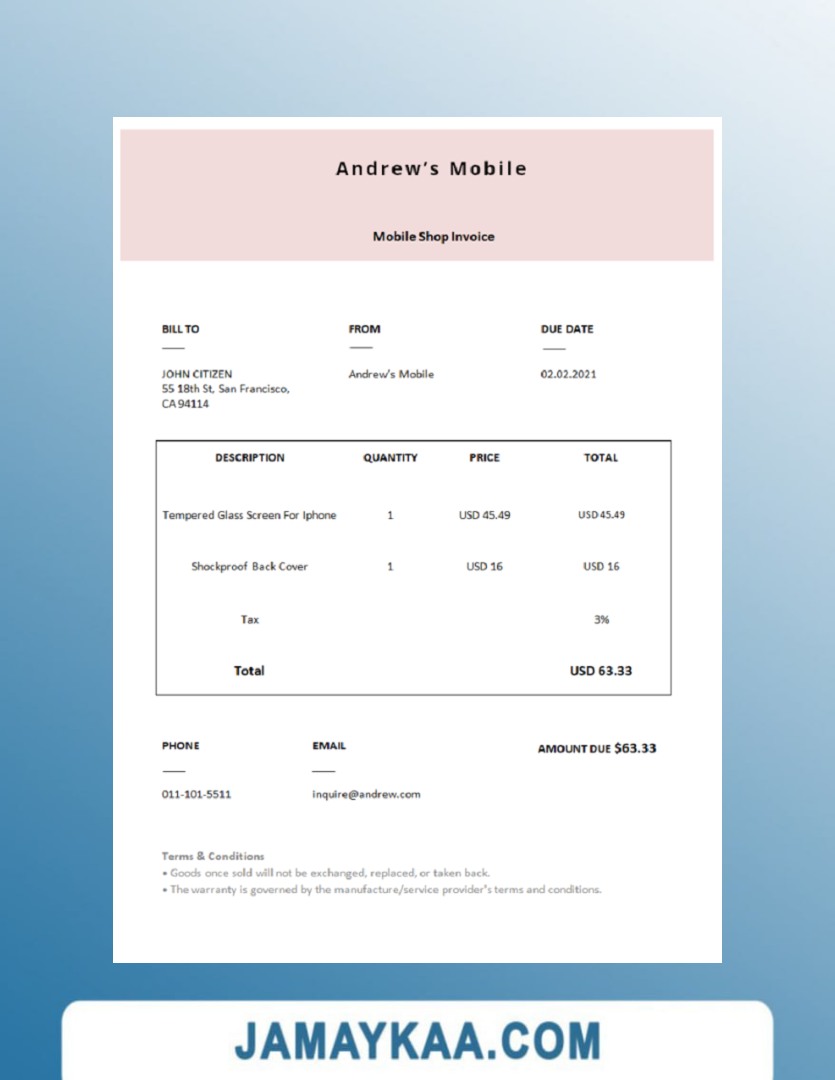 Andrew's Mobile
Mobile Shop Invoice
BILL TO FROM DUE DATE
JOHN CITIZEN Andrew's Mobile 02.02.2021
55 18th St, San Francisco,
CA 94114
DESCRIPTION QUANTITY PRICE TOTAL
Tempered Glass Screen For Iphone 1 USD 45.49 USD 45.49
Shockproof Back Cover 1 USD 16 USD 16
Tax 3%
Total USD 63.33
PHONE EMAIL AMOUNT DUE $63.33
011-101-5511 inquire@andrew.com
Terms & Conditions
• Goods once sold will not be exchanged, replaced, or taken back.
• The warranty is governed by the manufacture/service provider's terms and conditions.
JAMAYKAA.COM